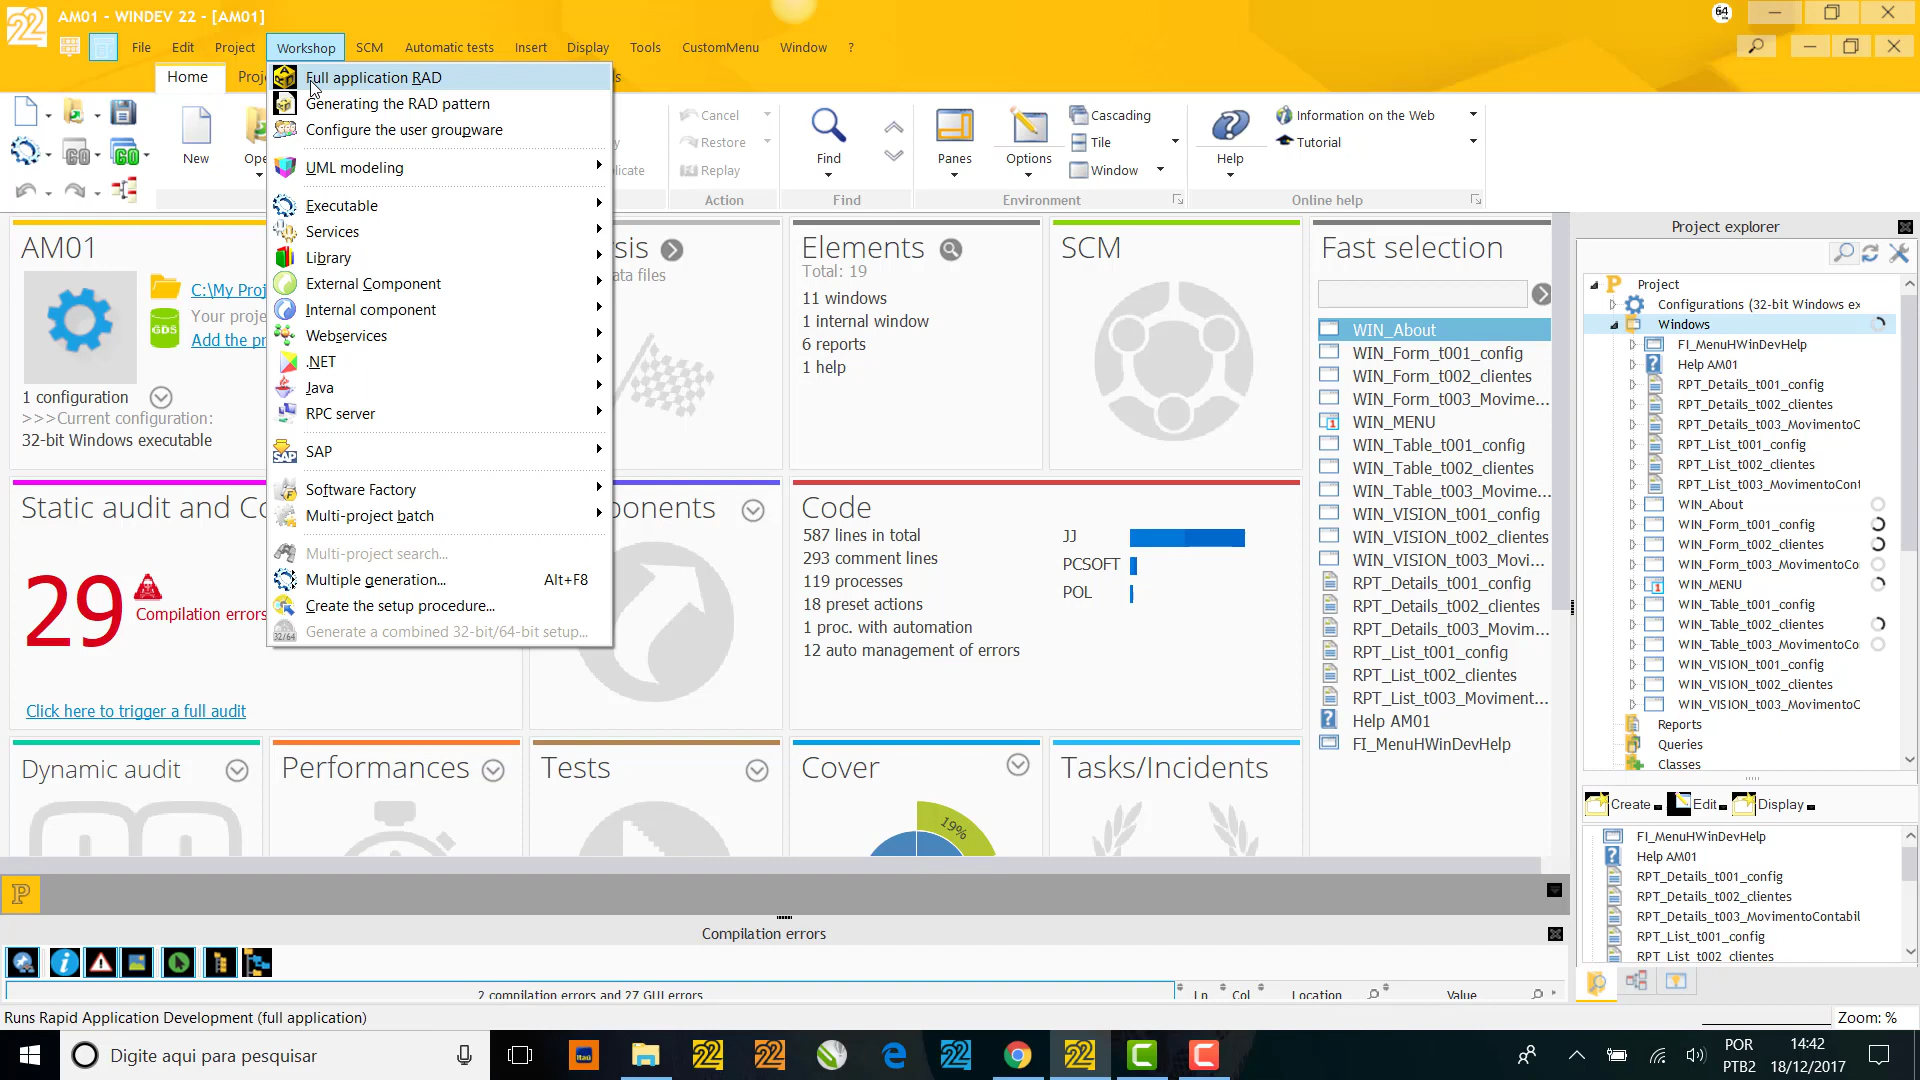 AM01 - WINDEV 22 - [AM01]
64
File Edit Project Workshop SCM Automatic tests Insert Display Tools CustomMenu Window ?
Home
Full application RAD
Generating the RAD pattern
Configure the user groupware
UML modeling
Executable
Services
Library
External Component
Internal component
Webservices
.NET
Java
RPC server
SAP
Software Factory
Multi-project batch
Multi-project search...
Multiple generation... Alt+F8
Create the setup procedure...
Generate a combined 32-bit/64-bit setup...
New
Cancel
Restore
Replay
Action
Find
Find
Panes
Options
Cascading
Tile
Window
Environment
Help
Information on the Web
Tutorial
Online help
AM01
C:\My Proj
Your proje
Add the pr
1 configuration
>>>Current configuration:
32-bit Windows executable
Elements
Total: 19
11 windows
1 internal window
6 reports
1 help
SCM
Fast selection
WIN_About
WIN_Form_t001_config
WIN_Form_t002_clientes
WIN_Form_t003_Movime...
WIN_MENU
WIN_Table_t001_config
WIN_Table_t002_clientes
WIN_Table_t003_Movime...
WIN_VISION_t001_config
WIN_VISION_t002_clientes
WIN_VISION_t003_Movi...
RPT_Details_t001_config
RPT_Details_t002_clientes
RPT_Details_t003_Movim...
RPT_List_t001_config
RPT_List_t002_clientes
RPT_List_t003_Moviment...
Help AM01
FI_MenuHWinDevHelp
Static audit and Co
29
Compilation errors
Click here to trigger a full audit
ponents
Code
587 lines in total
293 comment lines
119 processes
18 preset actions
1 proc. with automation
12 auto management of errors
JJ
PCSOFT
POL
Dynamic audit
Performances
Tests
Cover
19%
Tasks/Incidents
Project explorer
Project
Configurations (32-bit Windows ex
Windows
FI_MenuHWinDevHelp
Help AM01
RPT_Details_t001_config
RPT_Details_t002_clientes
RPT_Details_t003_MovimentoC
RPT_List_t001_config
RPT_List_t002_clientes
RPT_List_t003_MovimentoCont
WIN_About
WIN_Form_t001_config
WIN_Form_t002_clientes
WIN_Form_t003_MovimentoCo
WIN_MENU
WIN_Table_t001_config
WIN_Table_t002_clientes
WIN_Table_t003_MovimentoCo
WIN_VISION_t001_config
WIN_VISION_t002_clientes
WIN_VISION_t003_MovimentoC
Reports
Queries
Classes
Create Edit Display
FI_MenuHWinDevHelp
Help AM01
RPT_Details_t001_config
RPT_Details_t002_clientes
RPT_Details_t003_MovimentoContabil
RPT_List_t001_config
RPT_List_t002_clientes
Compilation errors
2 compilation errors and 27 GUI errors
Ln Col Location Value
Runs Rapid Application Development (full application)
Zoom: %
Digite aqui para pesquisar
POR
PTB2
14:42
18/12/2017